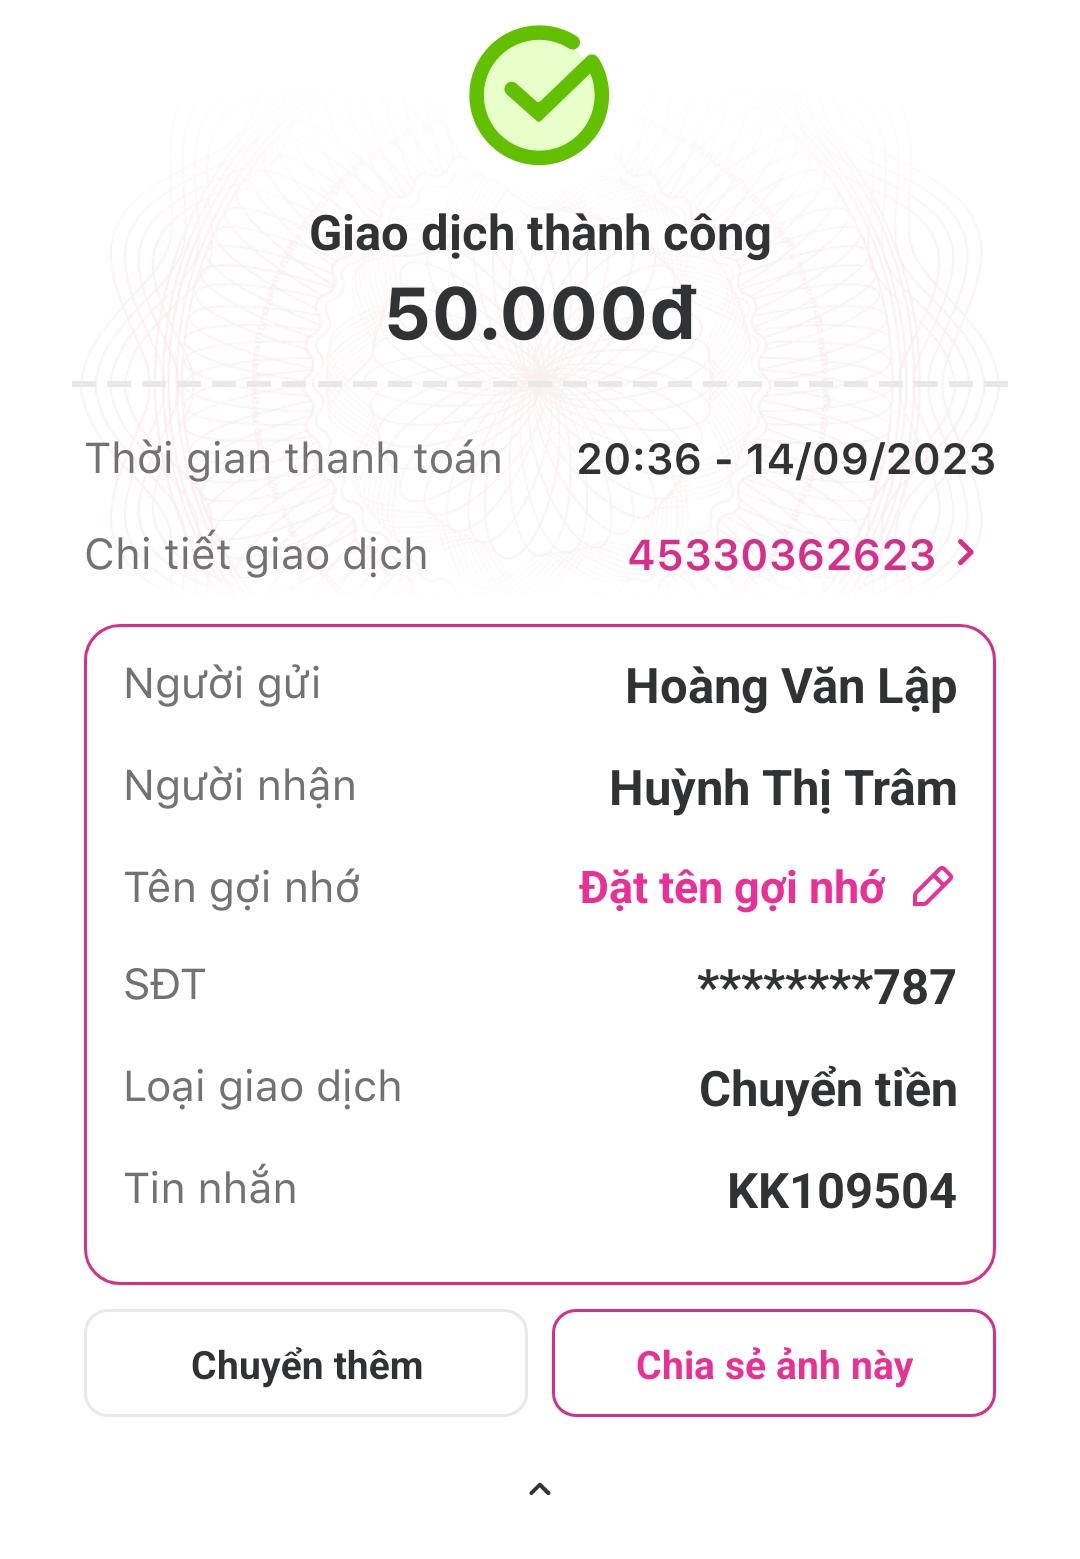 Giao dịch thành công
50.000đ
Thời gian thanh toán 20:36 - 14/09/2023
Chi tiết giao dịch 45330362623
Người gửi Hoàng Văn Lập
Người nhận Huỳnh Thị Trâm
Tên gợi nhớ Đặt tên gợi nhớ
SĐT ********787
Loại giao dịch Chuyển tiền
Tin nhắn KK109504
Chuyển thêm Chia sẻ ảnh này